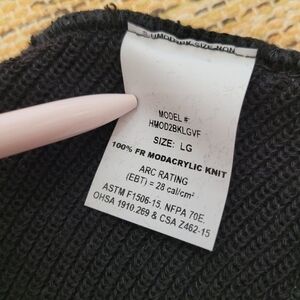 MODEL #:
HMOD2BKLGVF
SIZE: LG
100% FR MODACRYLIC KNIT
ARC RATING
(EBT) = 28 cal/cm²
ASTM F1506-15, NFPA 70E,
OHSA 1910.269 & CSA Z462-15